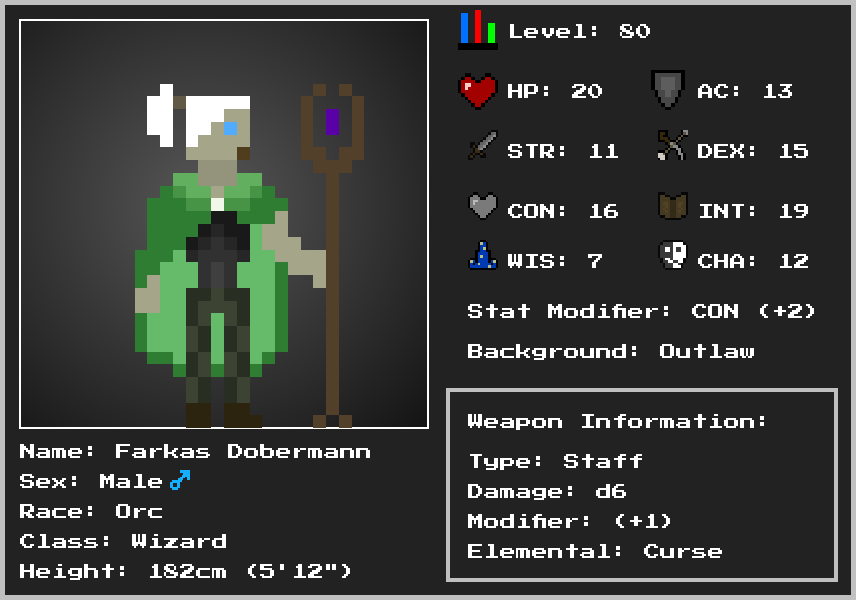 Level: 80
HP: 20 AC: 13
STR: 11 DEX: 15
CON: 16 INT: 19
WIS: 7 CHA: 12
Stat Modifier: CON (+2)
Background: Outlaw
Weapon Information:
Type: Staff
Damage: d6
Modifier: (+1)
Elemental: Curse
Name: Farkas Dobermann
Sex: Male ♂
Race: Orc
Class: Wizard
Height: 182cm (5'12")